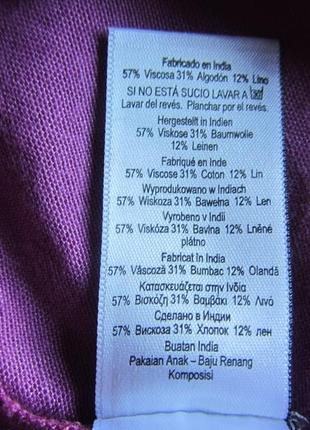 Fabricado en India
57% Viscosa 31% Algodón 12% Lino
SI NO ESTÁ SUCIO LAVAR A 30
Lavar del revés. Planchar por el revés.
Hergestellt in Indien
57% Viskose 31% Baumwolle
12% Leinen
Fabriqué en Inde
57% Viscose 31% Coton 12% Lin
Wyprodukowano w Indiach
57% Wiskoza 31% Bawełna 12% Len
Vyrobeno v Indii
57% Viskóza 31% Bavlna 12% Lněné
plátno
Fabricat în India
57% Vâscoză 31% Bumbac 12% Olandă
Κατασκευάζεται στην Ινδία
57% Βισκόζη 31% Βαμβάκι 12% Λινό
Сделано в Индии
57% Вискоза 31% Хлопок 12% лен
Buatan India
Pakaian Anak – Baju Renang
Komposisi